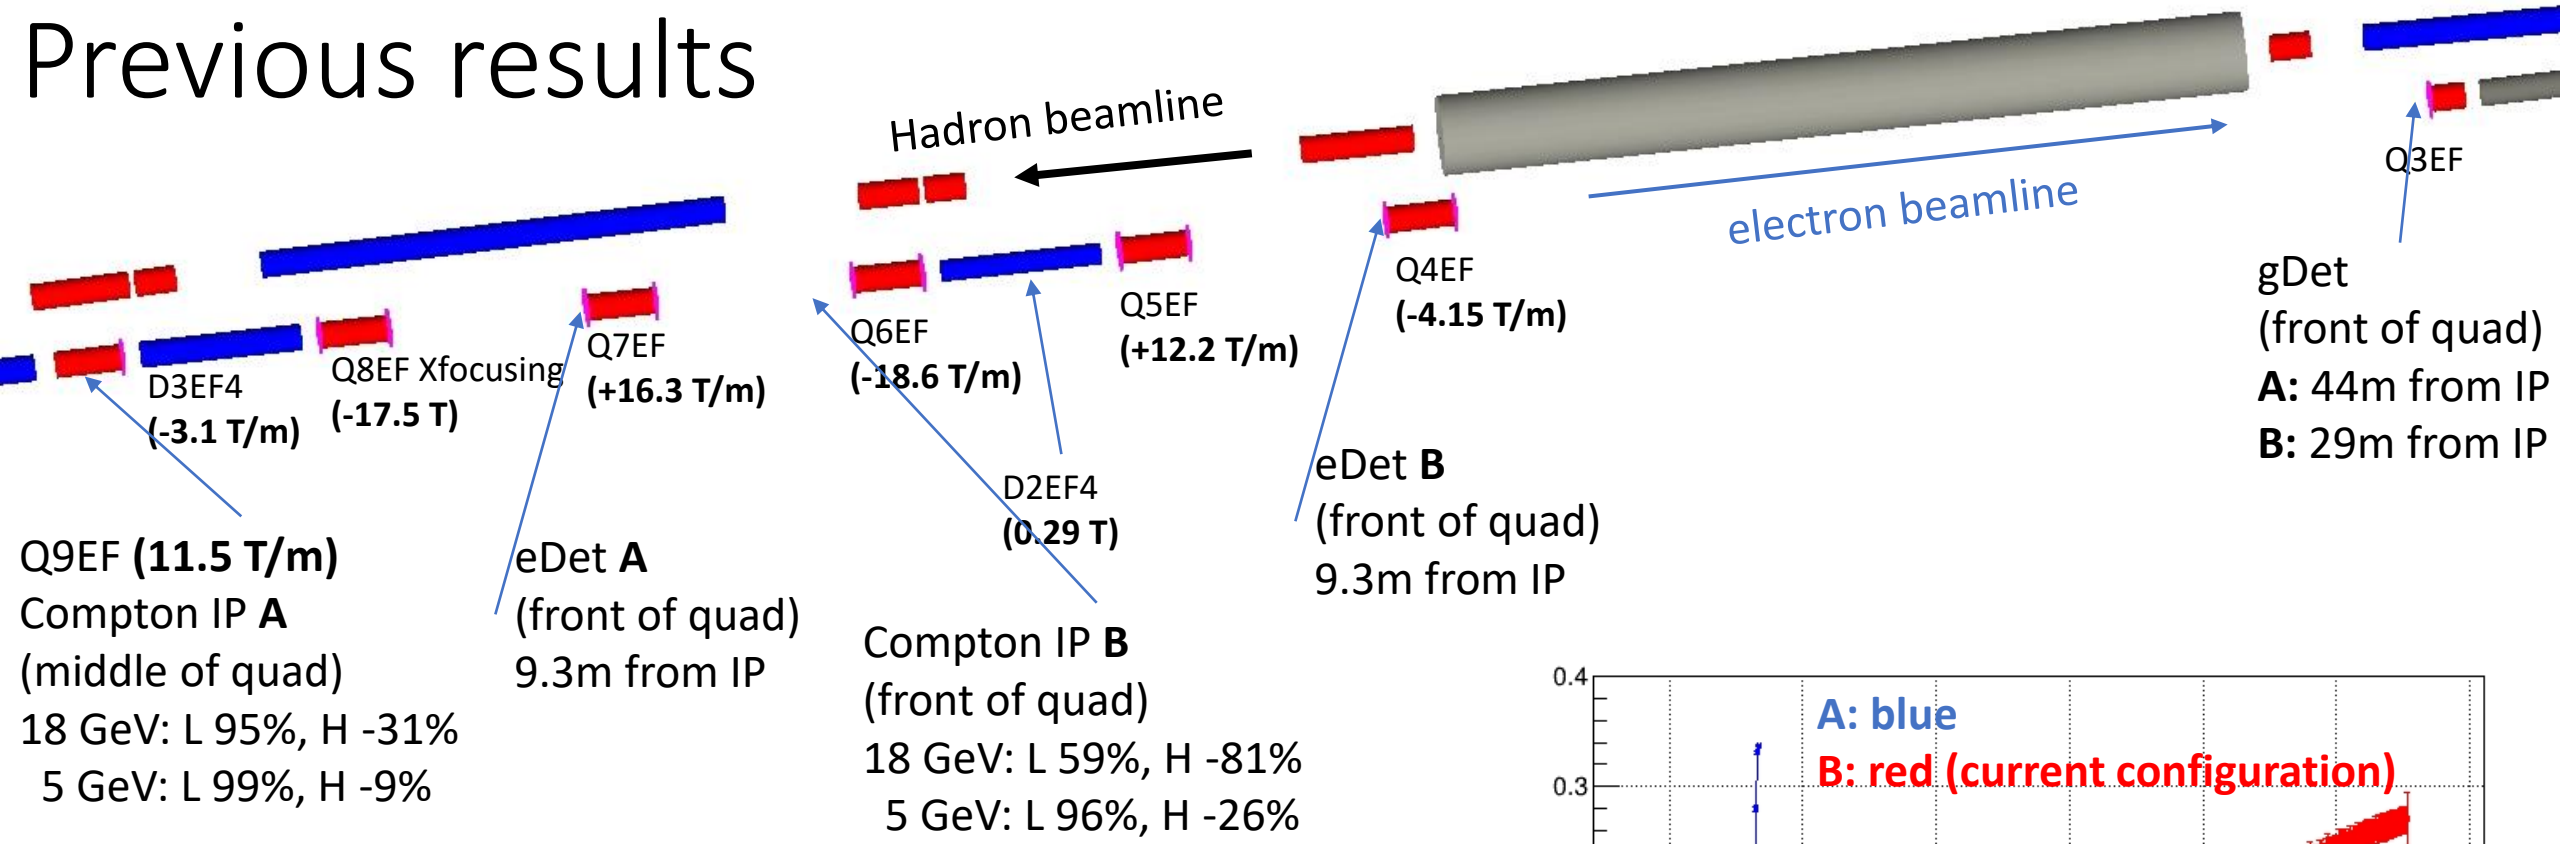 Previous results
Hadron beamline
electron beamline
Q3EF
gDet
(front of quad)
A: 44m from IP
B: 29m from IP
Q4EF
(-4.15 T/m)
Q5EF
(+12.2 T/m)
Q6EF
(-18.6 T/m)
Q7EF
(+16.3 T/m)
Q8EF Xfocusing
(-17.5 T)
D3EF4
(-3.1 T/m)
D2EF4
(0.29 T)
eDet B
(front of quad)
9.3m from IP
Q9EF (11.5 T/m)
Compton IP A
(middle of quad)
18 GeV: L 95%, H -31%
5 GeV: L 99%, H -9%
eDet A
(front of quad)
9.3m from IP
Compton IP B
(front of quad)
18 GeV: L 59%, H -81%
5 GeV: L 96%, H -26%
0.4
A: blue
B: red (current configuration)
0.3